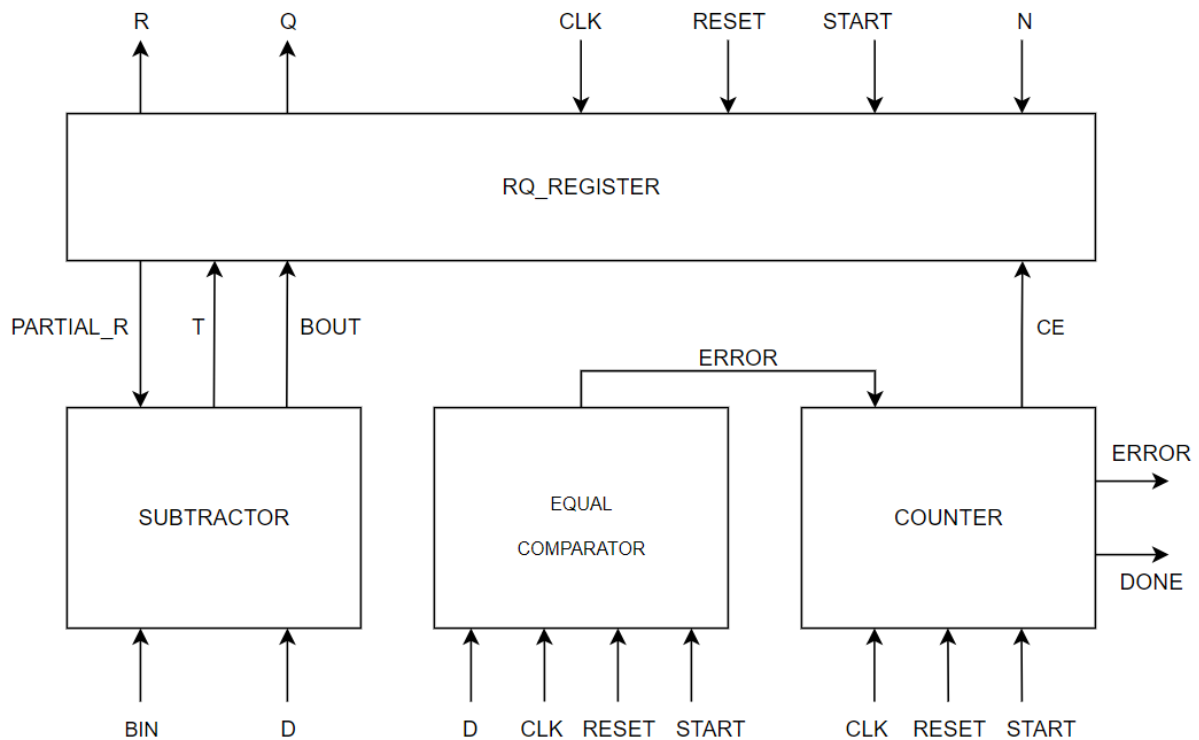 R Q CLK RESET START N
RQ_REGISTER
PARTIAL_R T BOUT CE
ERROR
ERROR
SUBTRACTOR
EQUAL
COMPARATOR
COUNTER
DONE
BIN D D CLK RESET START CLK RESET START